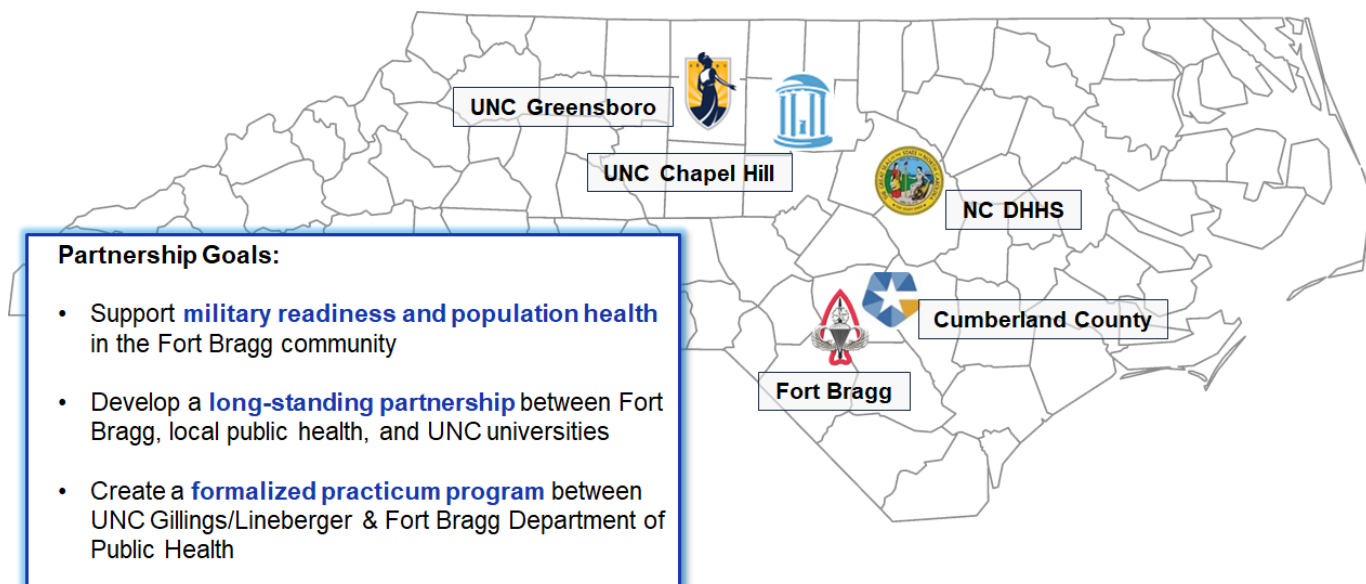 UNC Greensboro
UNC Chapel Hill
NC DHHS
Cumberland County
Fort Bragg
Partnership Goals:
• Support military readiness and population health
in the Fort Bragg community
• Develop a long-standing partnership between Fort
Bragg, local public health, and UNC universities
• Create a formalized practicum program between
UNC Gillings/Lineberger & Fort Bragg Department of
Public Health